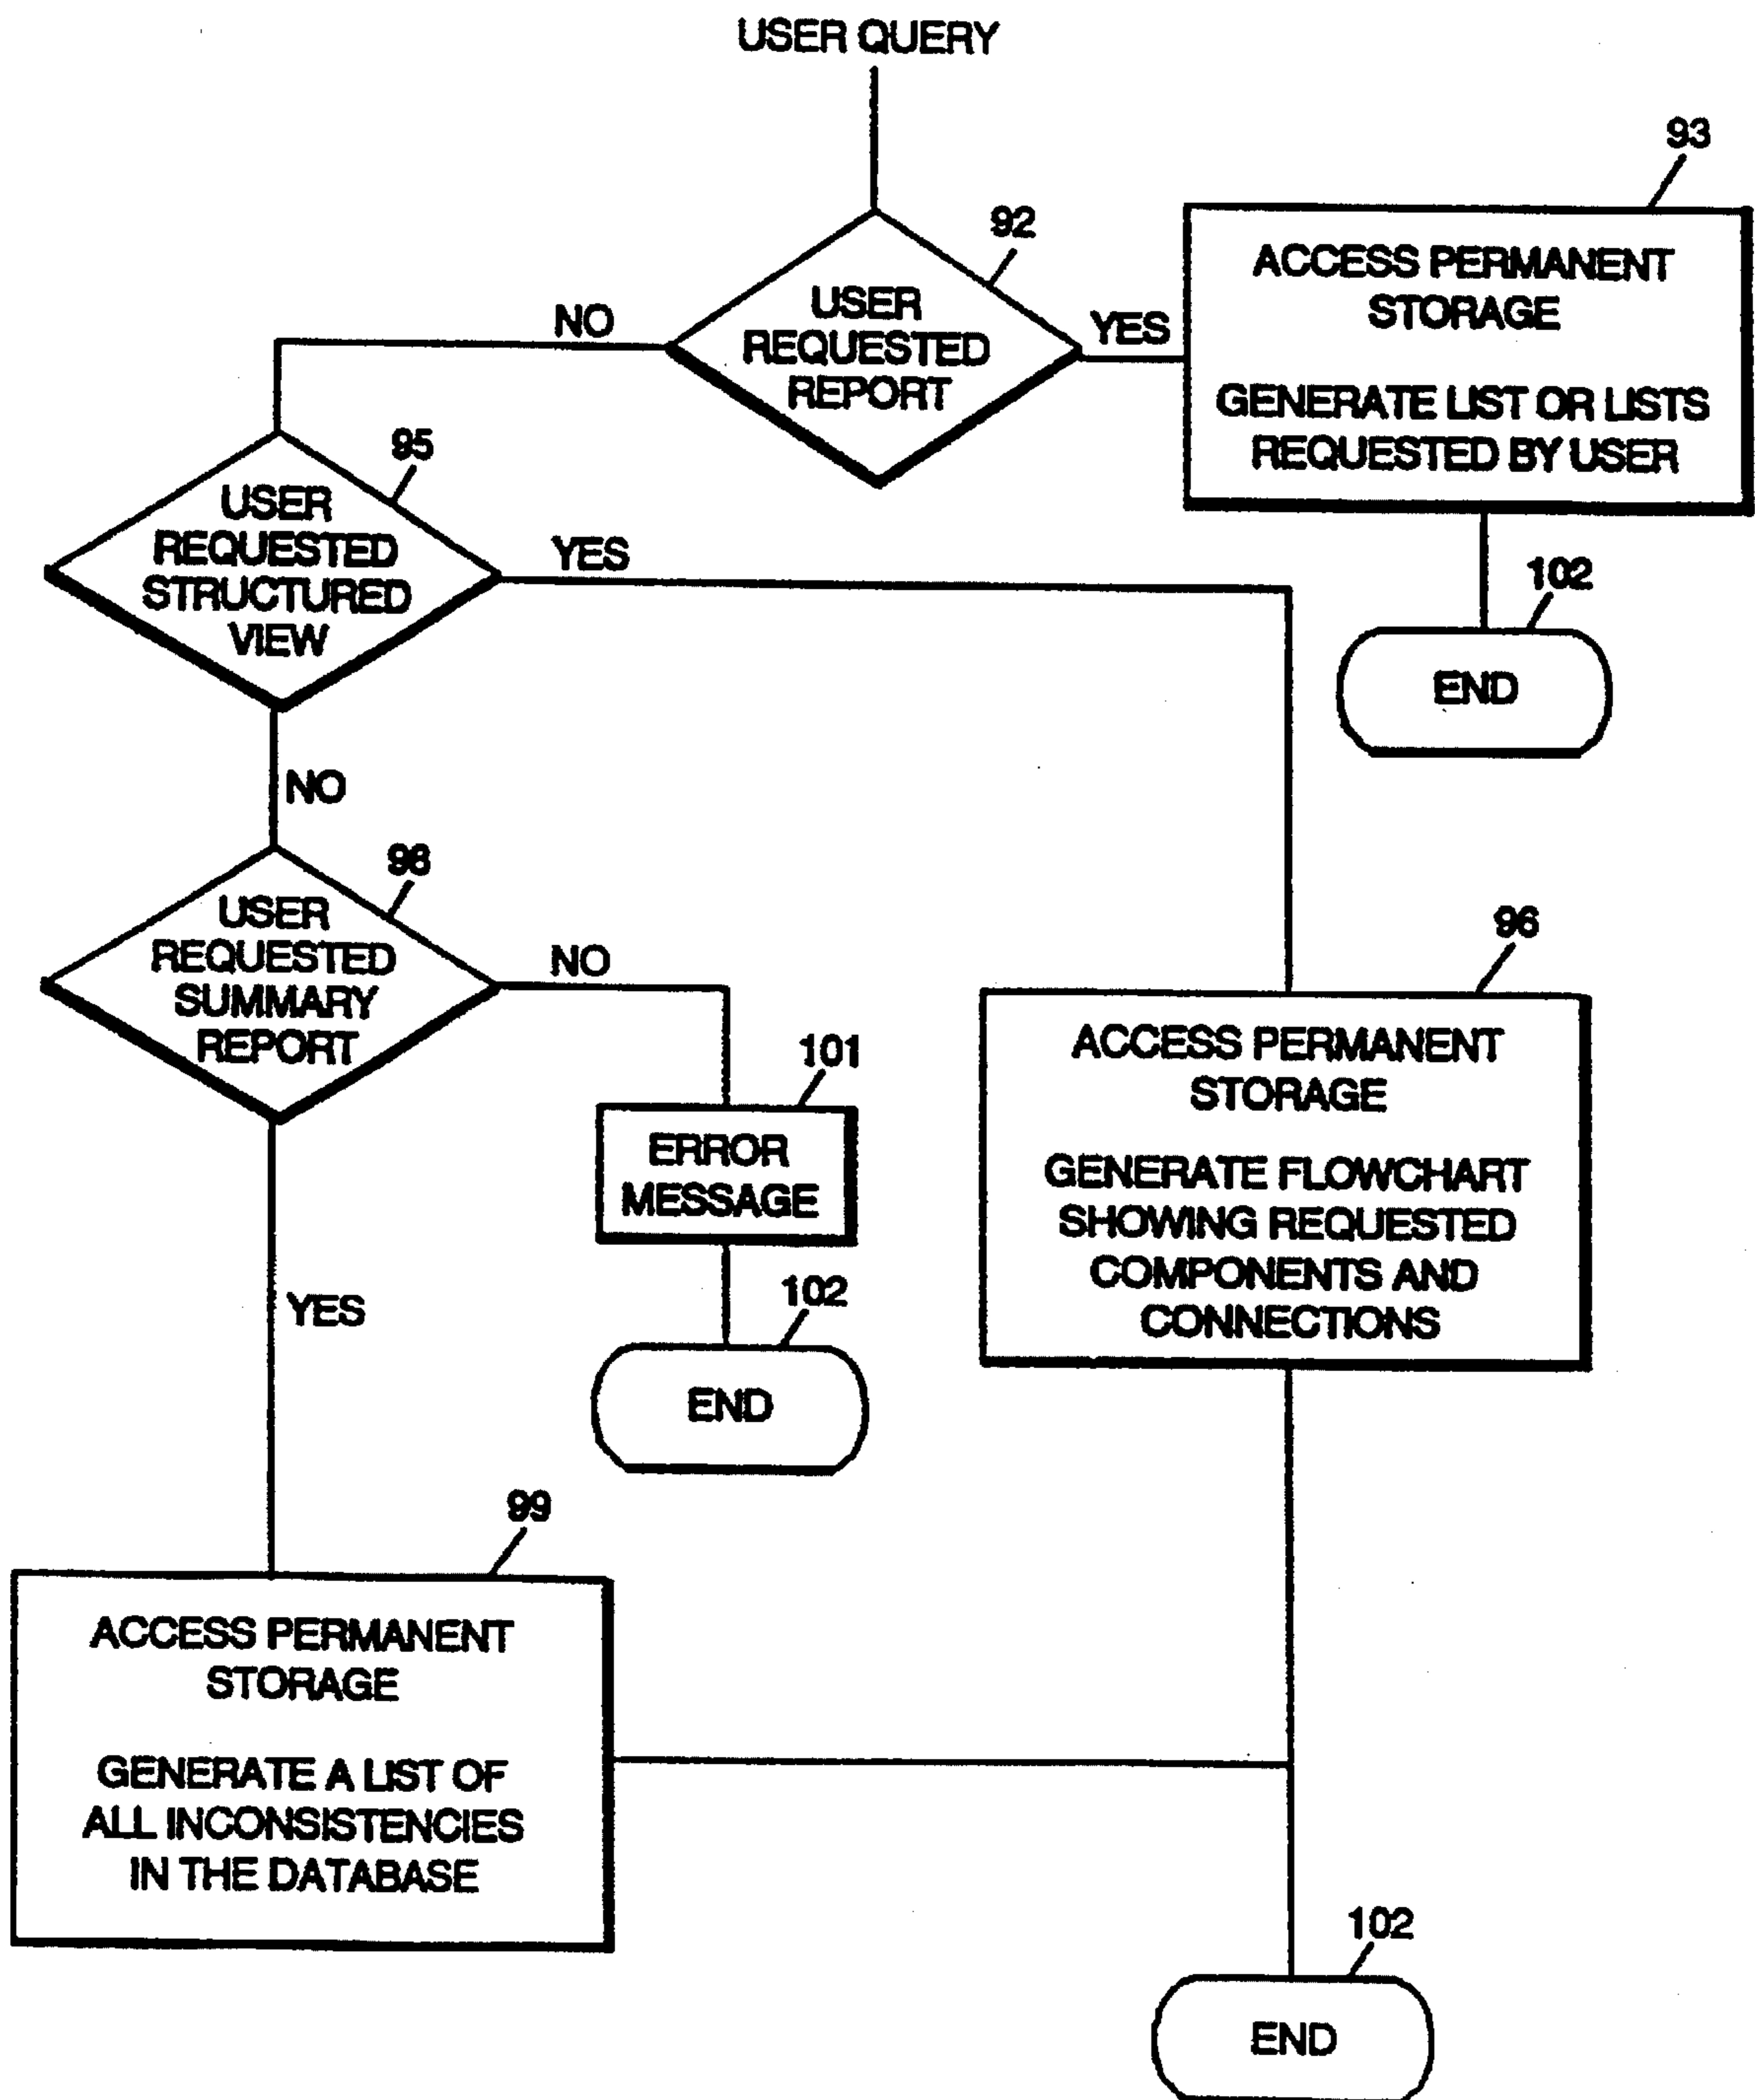 USER QUERY
93
92
ACCESS PERMANENT
STORAGE
GENERATE LIST OR LISTS
REQUESTED BY USER
USER
REQUESTED
REPORT
NO
YES
95
USER
REQUESTED
STRUCTURED
VIEW
YES
102
END
NO
98
USER
REQUESTED
SUMMARY
REPORT
NO
96
ACCESS PERMANENT
STORAGE
GENERATE FLOWCHART
SHOWING REQUESTED
COMPONENTS AND
CONNECTIONS
101
ERROR
MESSAGE
102
END
YES
99
ACCESS PERMANENT
STORAGE
GENERATE A LIST OF
ALL INCONSISTENCIES
IN THE DATABASE
102
END